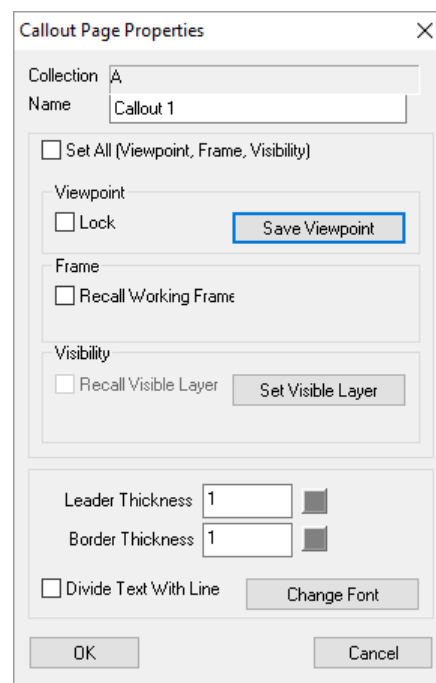 Callout Page Properties
Collection A
Name Callout 1
Set All (Viewpoint, Frame, Visibility)
Viewpoint
Lock Save Viewpoint
Frame
Recall Working Frame
Visibility
Recall Visible Layer Set Visible Layer
Leader Thickness 1
Border Thickness 1
Divide Text With Line Change Font
OK Cancel